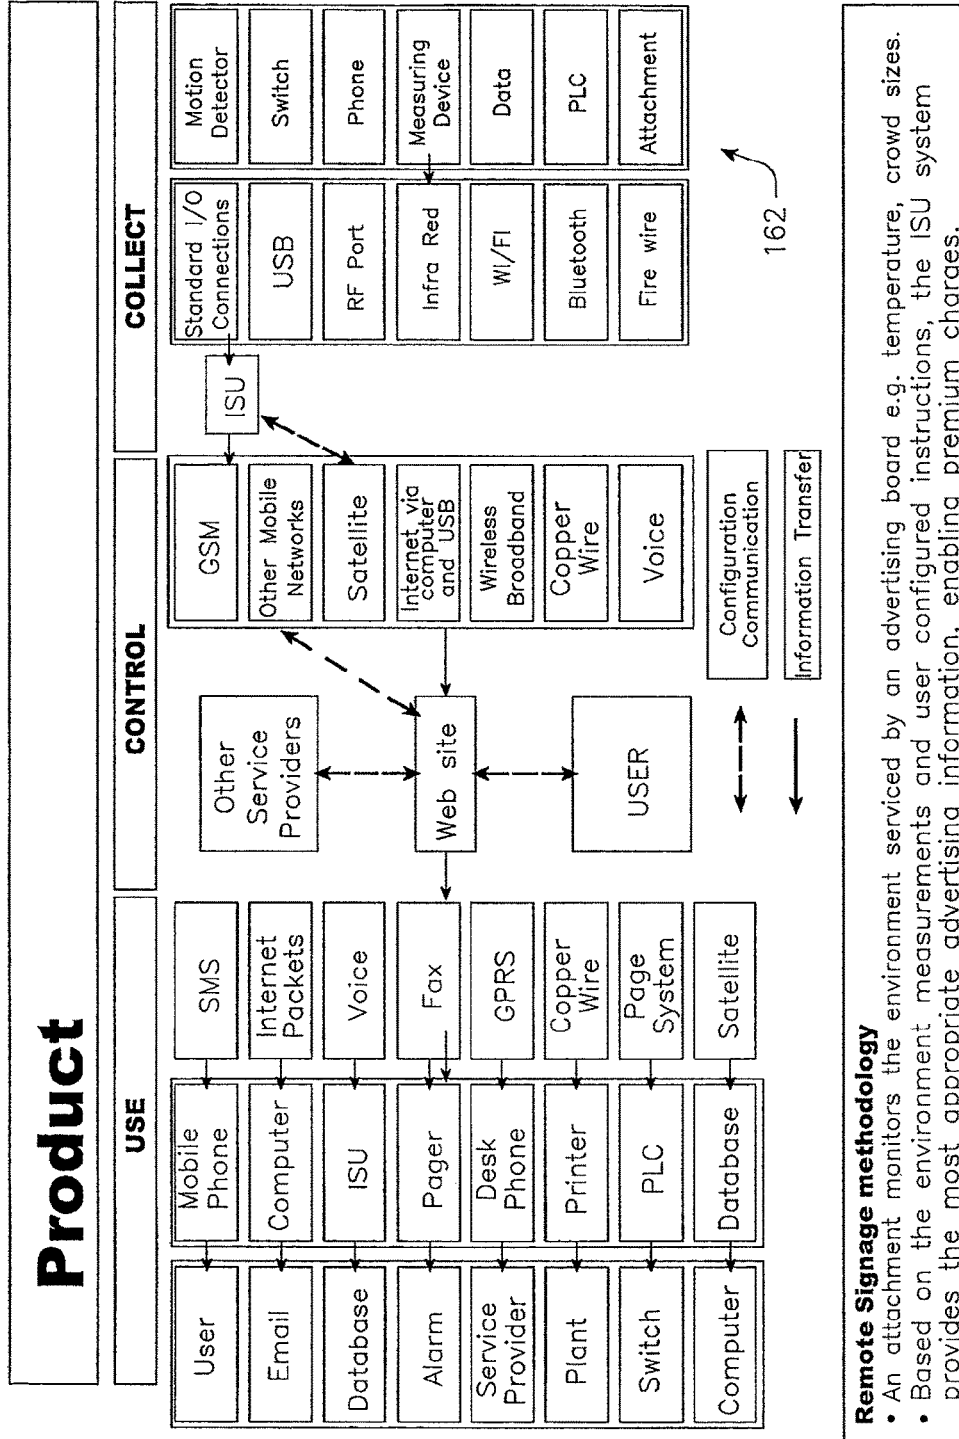 Product
USE
CONTROL
COLLECT
User
Email
Database
Alarm
Service
Provider
Plant
Switch
Computer
Mobile
Phone
Computer
ISU
Pager
Desk
Phone
Printer
PLC
Database
SMS
Internet
Packets
Voice
Fax
GPRS
Copper
Wire
Page
System
Satellite
Other
Service
Providers
Web site
USER
GSM
Other Mobile
Networks
Satellite
Internet via
computer
and USB
Wireless
Broadband
Copper
Wire
Voice
ISU
Standard I/O
Connections
USB
RF Port
Infra Red
WI/FI
Bluetooth
Fire wire
Motion
Detector
Switch
Phone
Measuring
Device
Data
PLC
Attachment
Configuration
Communication
Information Transfer
162
Remote Signage methodology
• An attachment monitors the environment serviced by an advertising board e.g. temperature, crowd sizes.
• Based on the environment measurements and user configured instructions, the ISU system
provides the most appropriate advertising information, enabling premium charges.